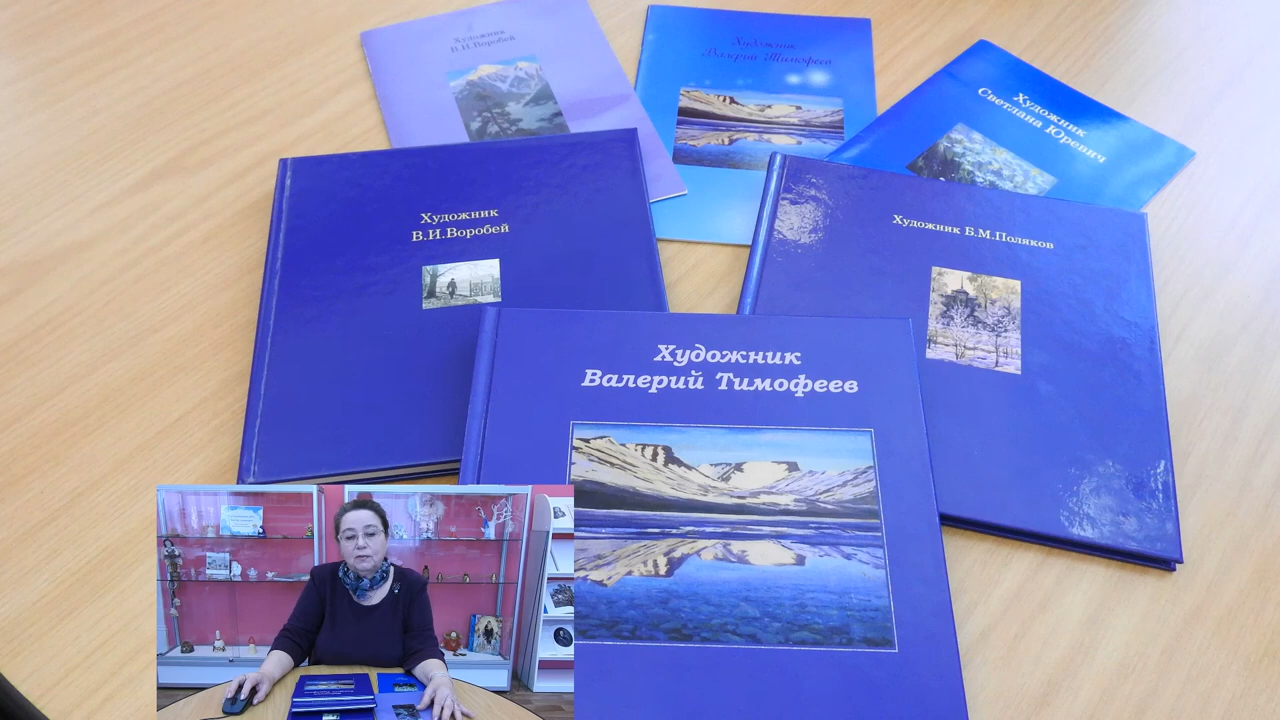 Художник
В.И.Воробей
Художник
Валерий Тимофеев
Художник
Светлана Юревич
Художник
В.И.Воробей
Художник Б.М.Поляков
Художник
Валерий Тимофеев